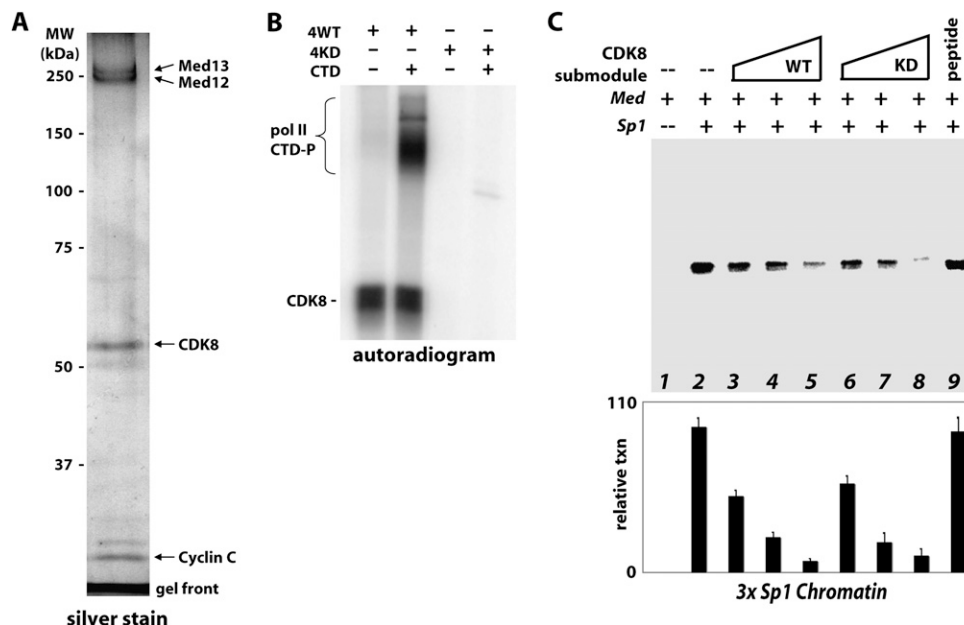 A
MW
(kDa)
Med13
Med12
250 -
150 -
100 -
75 -
CDK8
50 -
37 -
Cyclin C
gel front
silver stain
B
4WT + + – –
4KD – – + +
CTD – + – +
pol II
CTD-P
CDK8 -
autoradiogram
C
CDK8
submodule -- -- WT KD peptide
Med + + + + + + + + +
Sp1 -- + + + + + + + +
1 2 3 4 5 6 7 8 9
110
relative txn
0
3x Sp1 Chromatin